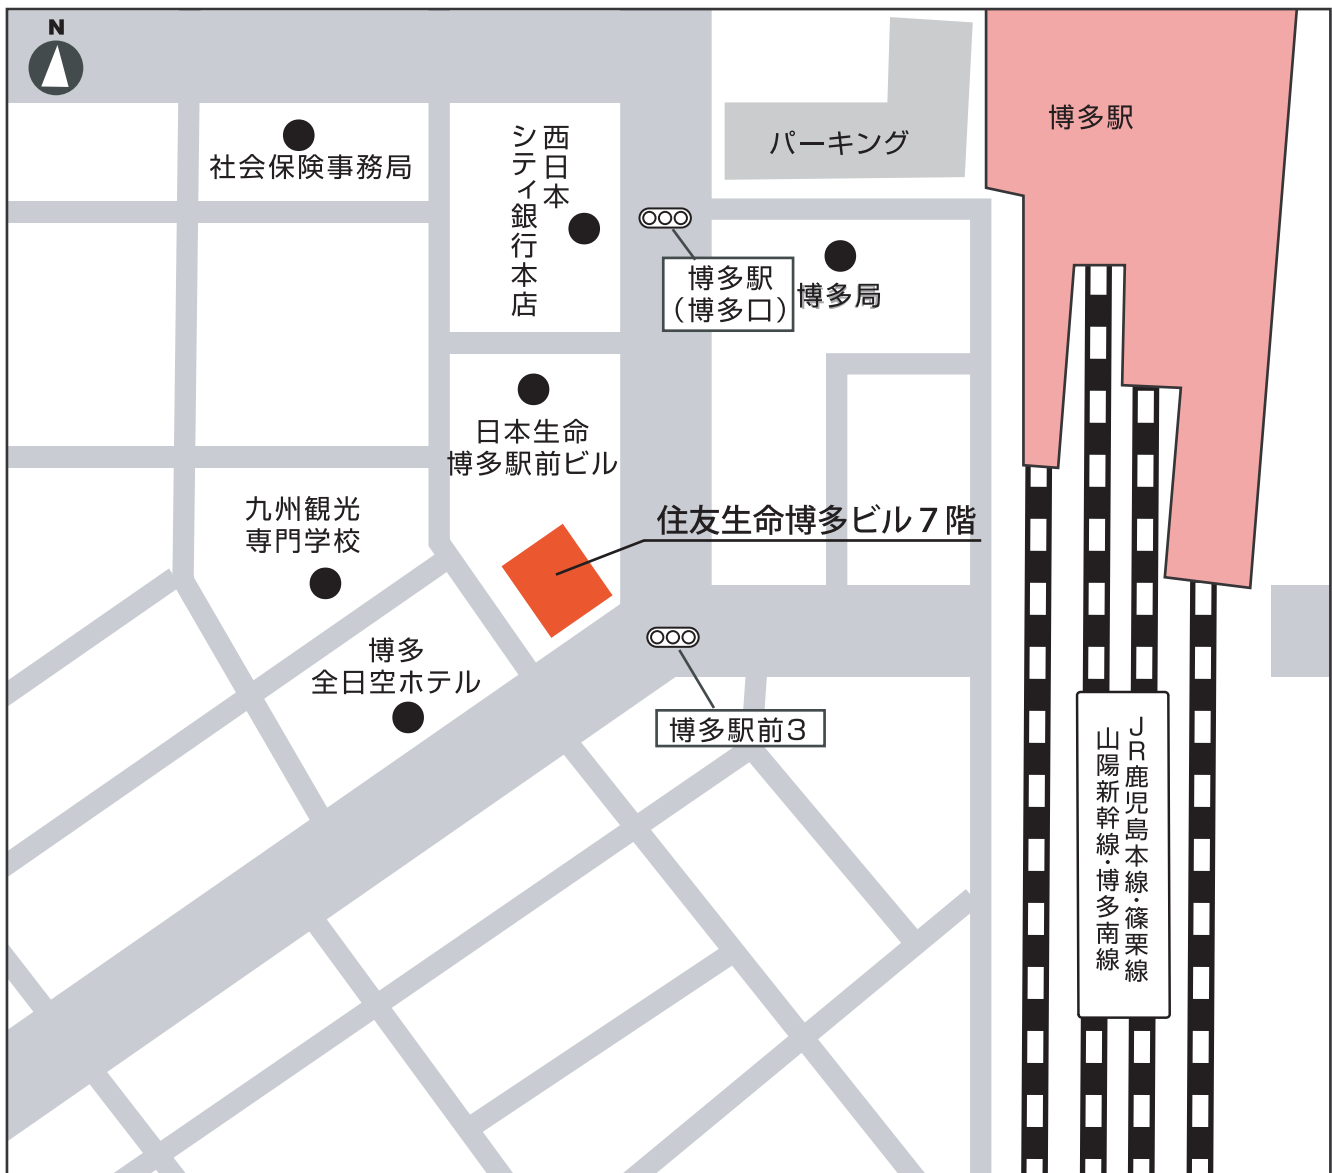 N
博多駅
パーキング
社会保険事務局
西日本
シティ銀行本店
博多駅
（博多口）
博多局
日本生命
博多駅前ビル
九州観光
専門学校
住友生命博多ビル７階
博多
全日空ホテル
博多駅前3
ＪＲ鹿児島本線・篠栗線
山陽新幹線・博多南線